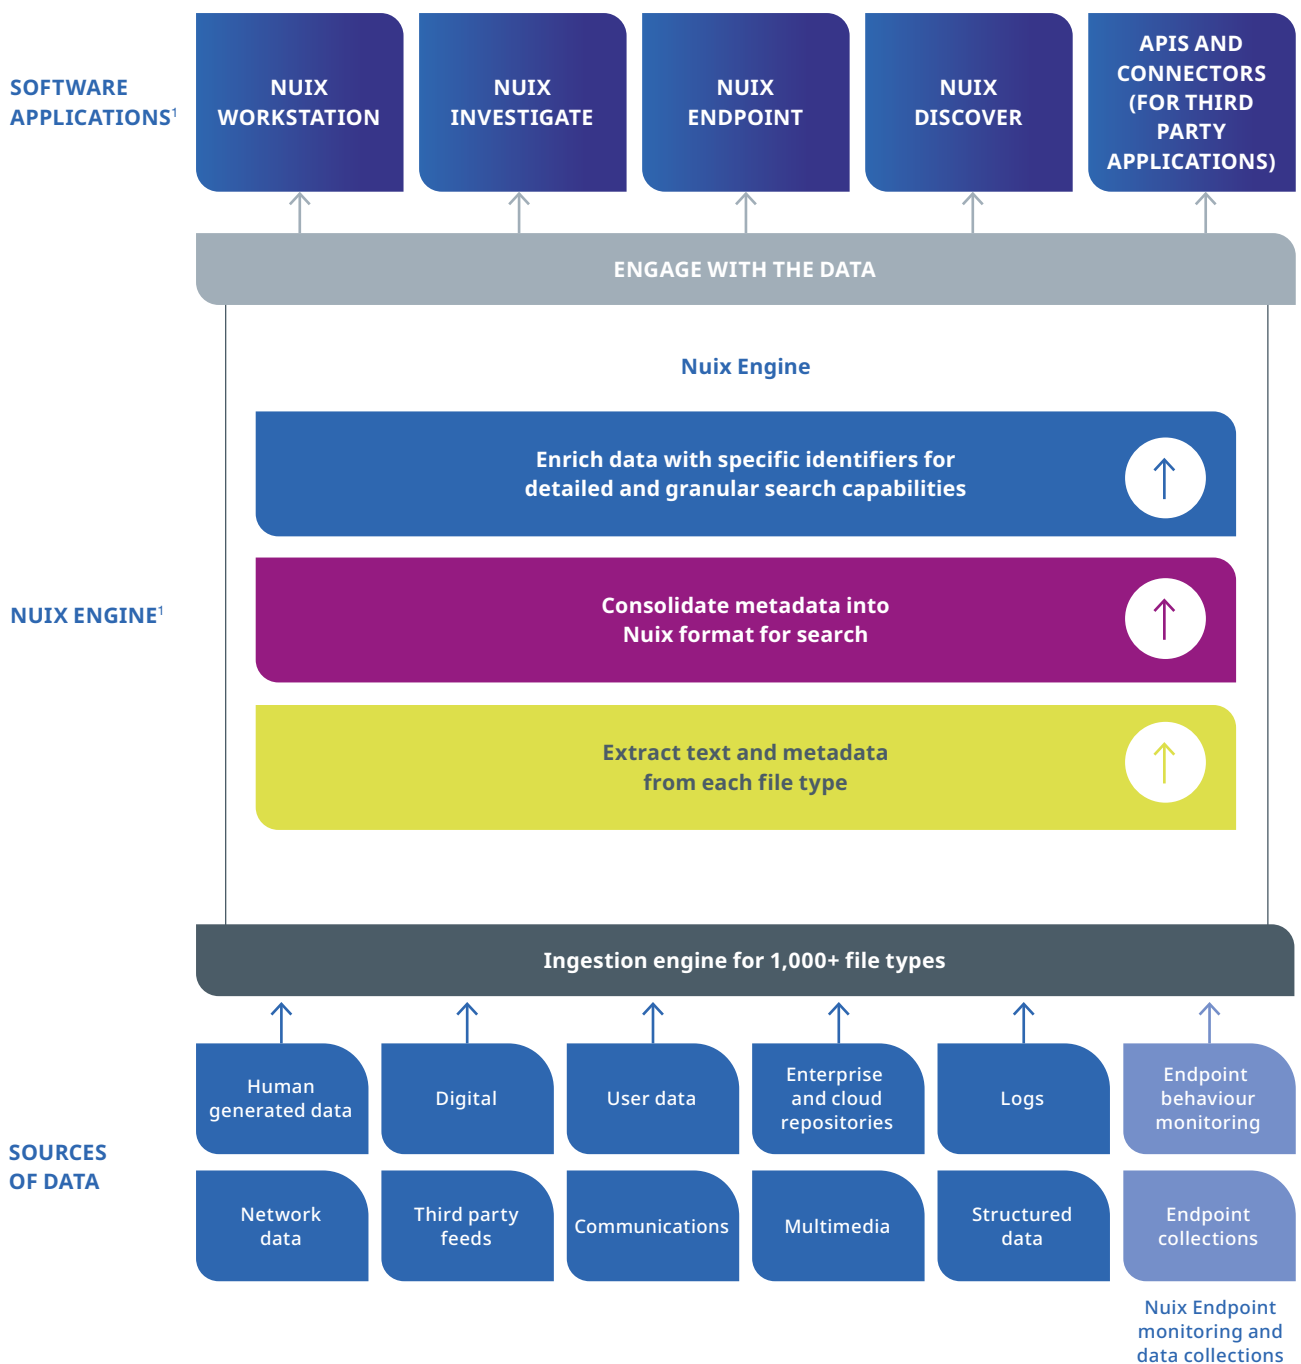 SOFTWARE
APPLICATIONS¹
NUIX
WORKSTATION
NUIX
INVESTIGATE
NUIX
ENDPOINT
NUIX
DISCOVER
APIS AND
CONNECTORS
(FOR THIRD
PARTY
APPLICATIONS)
ENGAGE WITH THE DATA
NUIX ENGINE¹
Nuix Engine
Enrich data with specific identifiers for
detailed and granular search capabilities
Consolidate metadata into
Nuix format for search
Extract text and metadata
from each file type
Ingestion engine for 1,000+ file types
SOURCES
OF DATA
Human
generated data
Digital
User data
Enterprise
and cloud
repositories
Logs
Endpoint
behaviour
monitoring
Network
data
Third party
feeds
Communications
Multimedia
Structured
data
Endpoint
collections
Nuix Endpoint
monitoring and
data collections